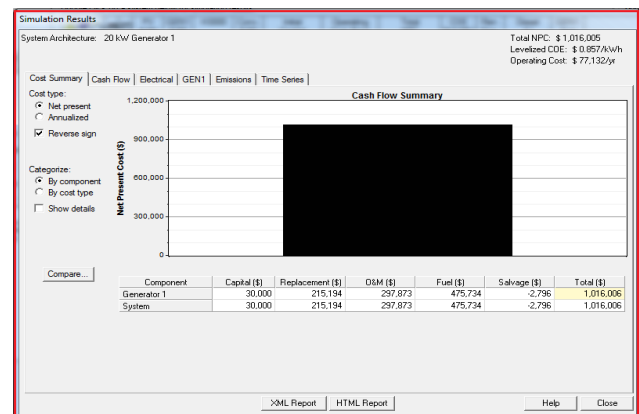 Simulation Results
System Architecture: 20 kW Generator 1
Total NPC: $ 1,016,005
Levelized COE: $ 0.857/kWh
Operating Cost: $ 77,132/yr
Cost Summary Cash Flow Electrical GEN1 Emissions Time Series
Cost type:
Net present
Annualized
Reverse sign
Categorize:
By component
By cost type
Show details
Compare...
Cash Flow Summary
Net Present Cost ($)
1,200,000
900,000
600,000
300,000
0
Component Capital ($) Replacement ($) O&M ($) Fuel ($) Salvage ($) Total ($)
Generator 1 30,000 215,194 297,873 475,734 -2,796 1,016,006
System 30,000 215,194 297,873 475,734 -2,796 1,016,006
XML Report HTML Report Help Close